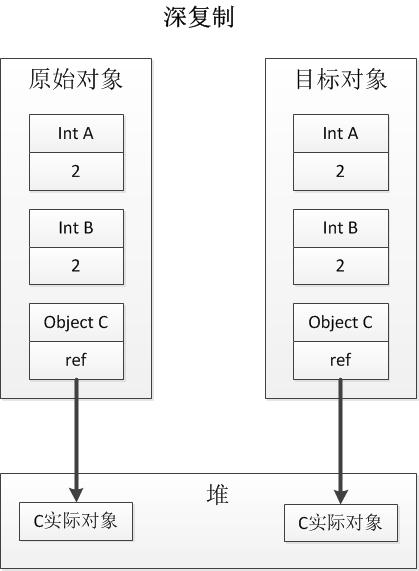 深复制
原始对象
Int A
2
Int B
2
Object C
ref
目标对象
Int A
2
Int B
2
Object C
ref
堆
C实际对象
C实际对象